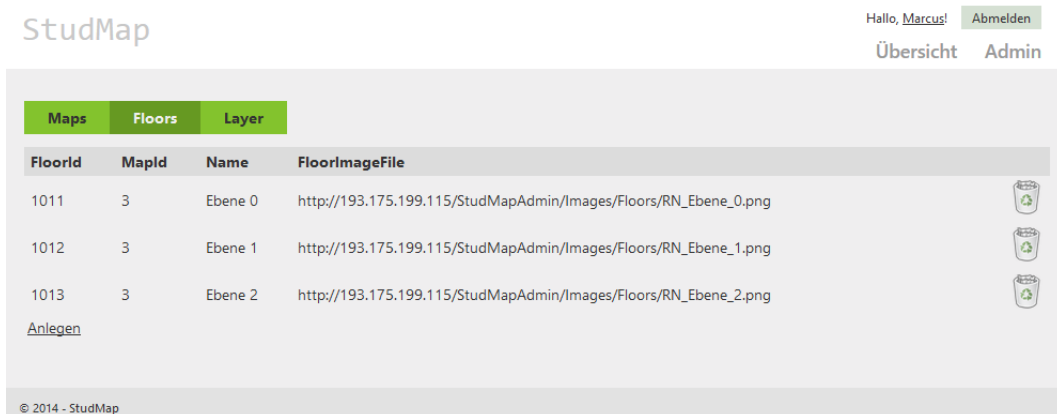 StudMap
Hallo, Marcus! Abmelden
Übersicht Admin
Maps Floors Layer
FloorId MapId Name FloorImageFile
1011 3 Ebene 0 http://193.175.199.115/StudMapAdmin/Images/Floors/RN_Ebene_0.png
1012 3 Ebene 1 http://193.175.199.115/StudMapAdmin/Images/Floors/RN_Ebene_1.png
1013 3 Ebene 2 http://193.175.199.115/StudMapAdmin/Images/Floors/RN_Ebene_2.png
Anlegen
© 2014 - StudMap